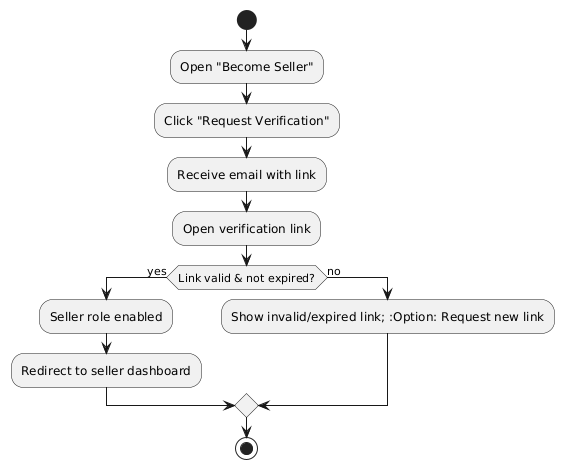 Open "Become Seller"
Click "Request Verification"
Receive email with link
Open verification link
yes
Link valid & not expired?
no
Seller role enabled
Show invalid/expired link; :Option: Request new link
Redirect to seller dashboard